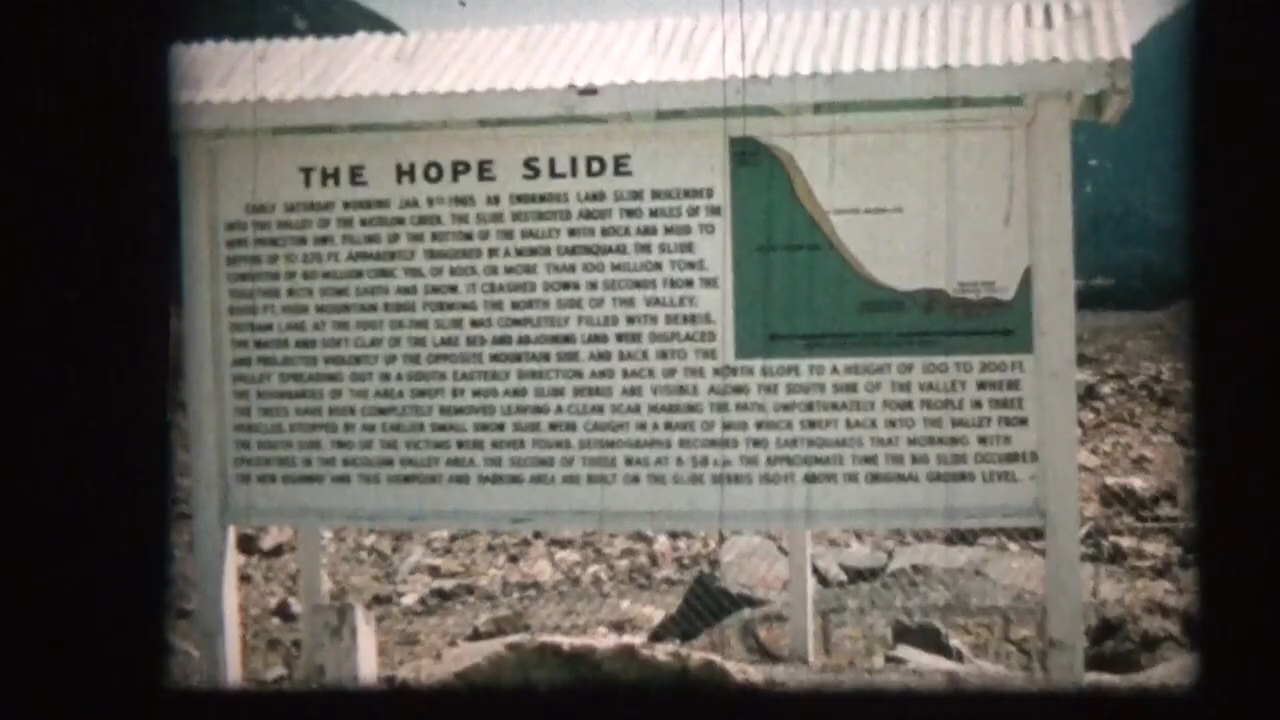 THE HOPE SLIDE
EARLY SATURDAY MORNING JAN. 9TH 1965 AN ENORMOUS LAND SLIDE DESCENDED
INTO THE VALLEY OF THE NICOLUM CREEK. THE SLIDE DESTROYED ABOUT TWO MILES OF THE
HOPE PRINCETON HWY. FILLING UP THE BOTTOM OF THE VALLEY WITH ROCK AND MUD TO
DEPTHS UP TO FT. APPARENTLY TRIGGERED BY A MINOR EARTHQUAKE, THE SLIDE
CONSISTED OF MILLION CUBIC YDS. OF ROCK, OR MORE THAN 100 MILLION TONS.
TOGETHER WITH SOME EARTH AND SNOW. IT CRASHED DOWN IN SECONDS FROM THE
FT. HIGH MOUNTAIN RIDGE FORMING THE NORTH SIDE OF THE VALLEY.
OUTRAM LAKE AT THE FOOT OF THE SLIDE WAS COMPLETELY FILLED WITH DEBRIS.
THE WATER AND SOFT CLAY OF THE LAKE BED AND ADJOINING LAND WERE DISPLACED
AND PROJECTED VIOLENTLY UP THE OPPOSITE MOUNTAIN SIDE, AND BACK INTO THE
VALLEY SPREADING OUT IN A SOUTH EASTERLY DIRECTION AND BACK UP THE NORTH SLOPE TO A HEIGHT OF 100 TO 200 FT.
THE BOUNDARIES OF THE AREA SWEPT BY MUD AND SLIDE DEBRIS ARE VISIBLE ALONG THE SOUTH SIDE OF THE VALLEY WHERE
THE TREES HAVE BEEN COMPLETELY REMOVED LEAVING A CLEAN SCAR MARKING THE PATH. UNFORTUNATELY FOUR PEOPLE IN THREE
VEHICLES, STOPPED BY AN EARLIER SMALL SNOW SLIDE WERE CAUGHT IN A WAVE OF MUD WHICH SWEPT BACK INTO THE VALLEY FROM
THE SOUTH SIDE. TWO OF THE VICTIMS WERE NEVER FOUND. SEISMOGRAPHS RECORDED TWO EARTHQUAKES THAT MORNING WITH
EPICENTRES IN THE NICOLUM VALLEY AREA. THE SECOND OF THESE WAS AT 6:58 A.M. THE APPROXIMATE TIME THE BIG SLIDE OCCURRED
THE NEW HIGHWAY AND THIS VIEWPOINT AND PARKING AREA ARE BUILT ON THE SLIDE DEBRIS FT. ABOVE THE ORIGINAL GROUND LEVEL.